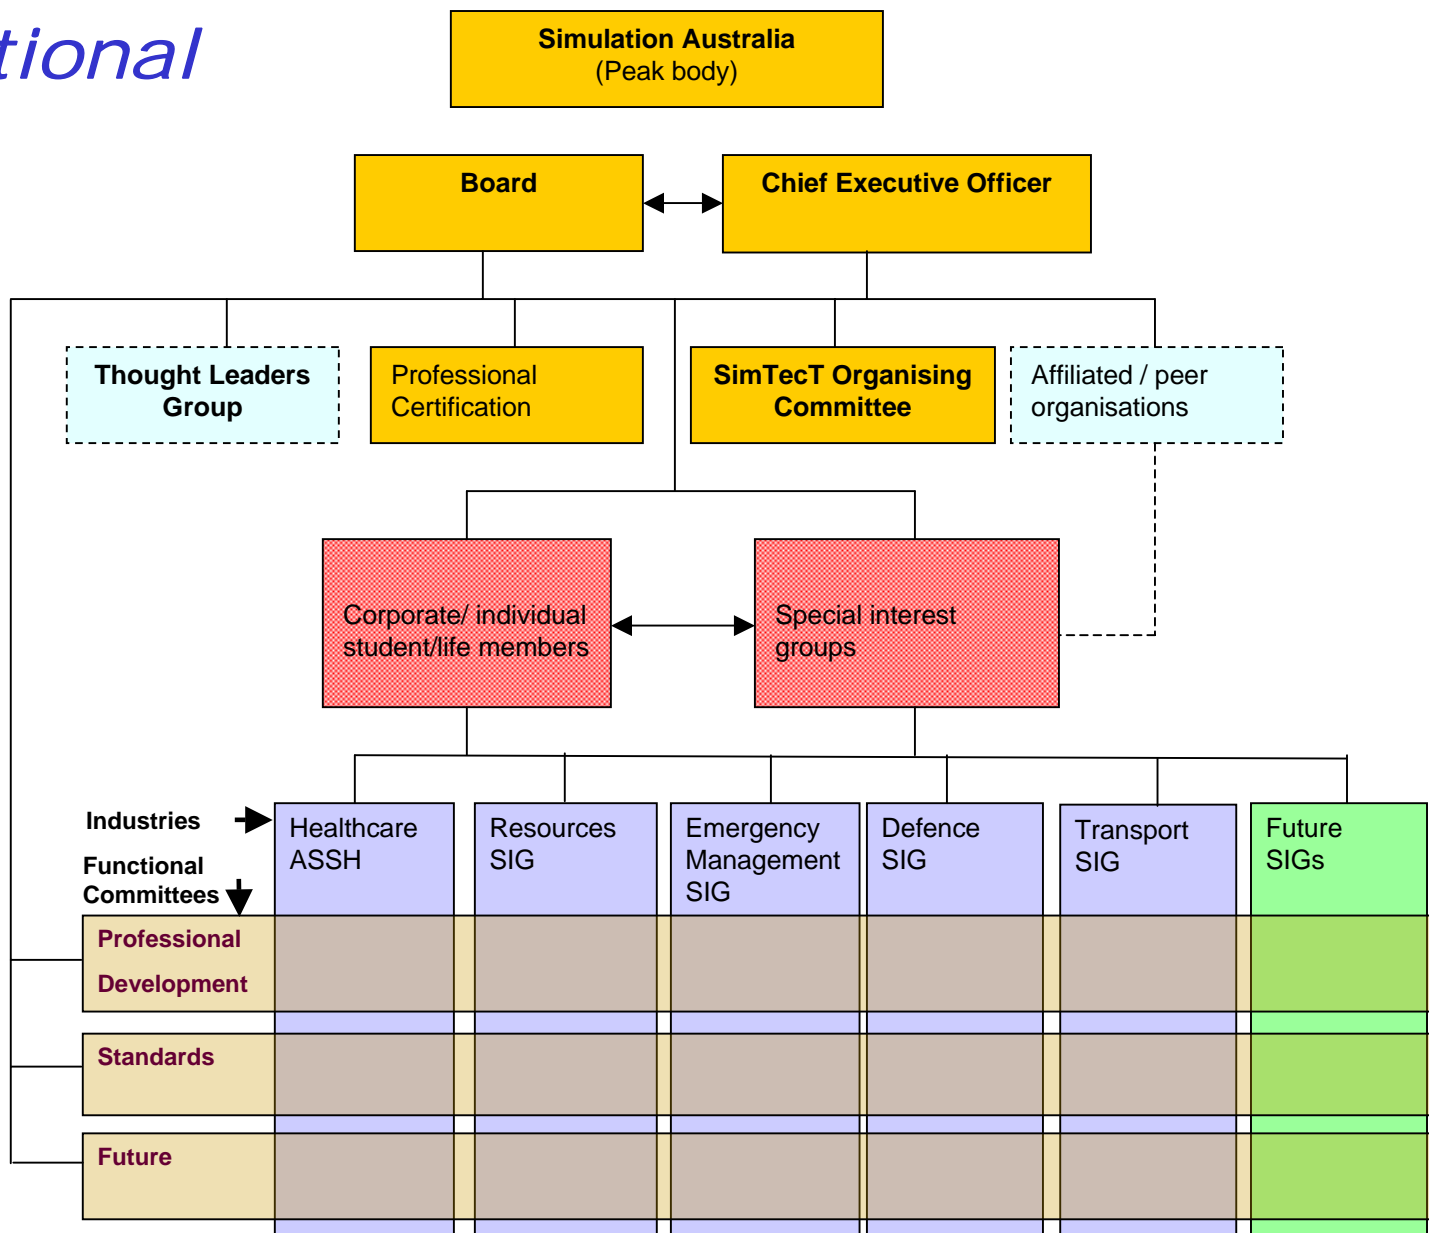 tional
Simulation Australia
(Peak body)
Board
Chief Executive Officer
Thought Leaders
Group
Professional
Certification
SimTecT Organising
Committee
Affiliated / peer
organisations
Corporate/ individual
student/life members
Special interest
groups
Industries
Functional
Committees
Healthcare
ASSH
Resources
SIG
Emergency
Management
SIG
Defence
SIG
Transport
SIG
Future
SIGs
Professional
Development
Standards
Future